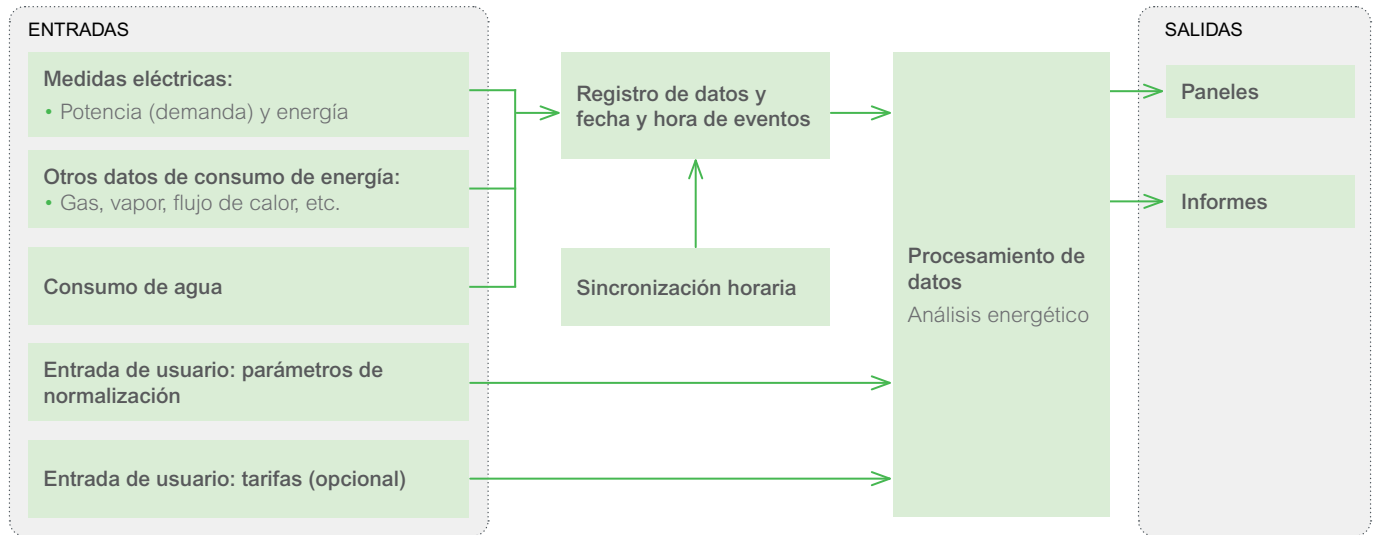 ENTRADAS
Medidas eléctricas:
• Potencia (demanda) y energía
Otros datos de consumo de energía:
• Gas, vapor, flujo de calor, etc.
Consumo de agua
Entrada de usuario: parámetros de
normalización
Entrada de usuario: tarifas (opcional)
Registro de datos y
fecha y hora de eventos
Sincronización horaria
Procesamiento de
datos
Análisis energético
SALIDAS
Paneles
Informes